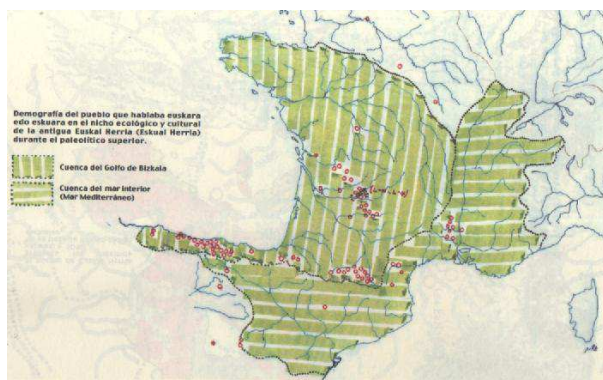 Demografía del pueblo que hablaba euskara
edo eskuara en el nicho ecológico y cultural
de la antigua Euskal Herria (Eskual Herria)
durante el paleolítico superior.
Cuenca del Golfo de Bizkaia
Cuenca del mar interior
(Mar Mediterráneo)